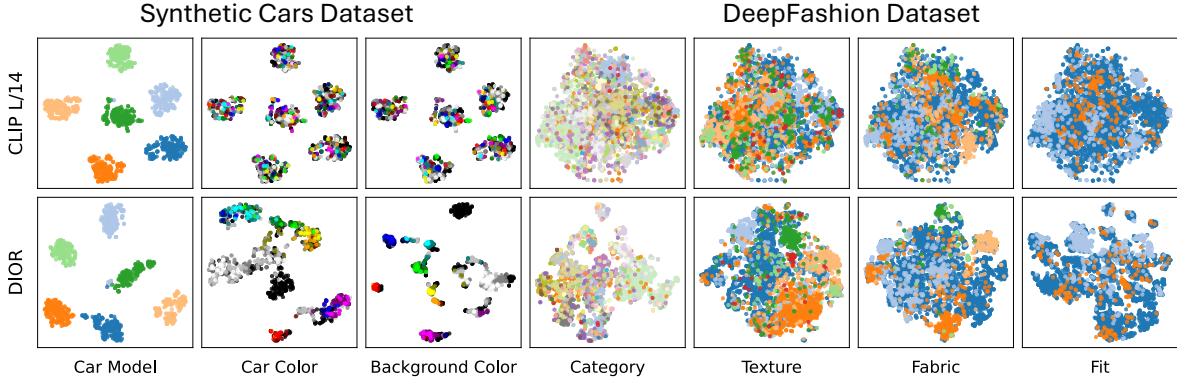 Synthetic Cars Dataset
DeepFashion Dataset
CLIP L/14
DIOR
Car Model
Car Color
Background Color
Category
Texture
Fabric
Fit